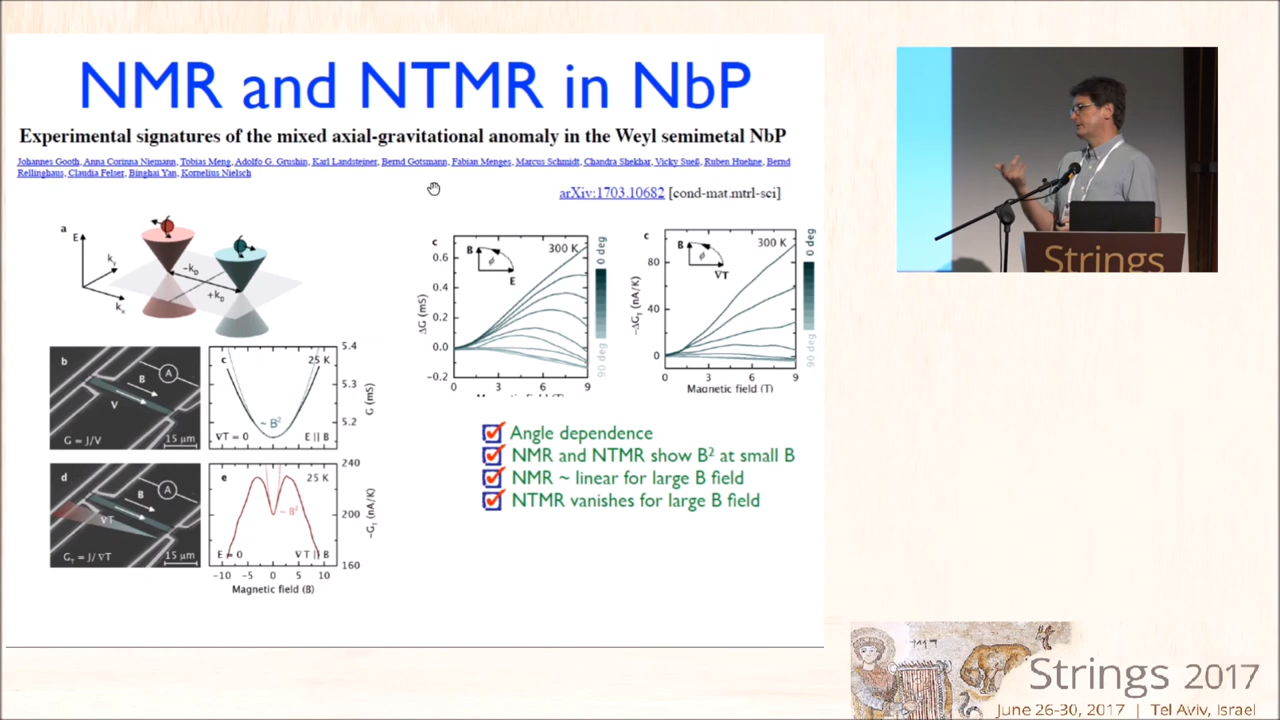 NMR and NTMR in NbP
Experimental signatures of the mixed axial-gravitational anomaly in the Weyl semimetal NbP
Johannes Gooth, Anna Corinna Niemann, Tobias Meng, Adolfo G. Grushin, Karl Landsteiner, Bernd Gotsmann, Fabian Menges, Marcus Schmidt, Chandra Shekhar, Vicky Sueß, Ruben Huehne, Bernd
Rellinghaus, Claudia Felser, Binghai Yan, Kornelius Nielsch
arXiv:1703.10682 [cond-mat.mtrl-sci]
a
E
ky
kx
-kD
+kD
b
B
A
V
G = J/V
15 μm
c
25 K
~ B²
∇T = 0
E || B
5.4
5.3
5.2
G (mS)
d
B
A
∇T
G_T = J/ ∇T
15 μm
e
25 K
~ B²
E = 0
∇T || B
240
200
160
-G_T (nA/K)
-10 -5 0 5 10
Magnetic field (B)
c
B
ϕ
E
300 K
0.6
0.4
0.2
0.0
-0.2
ΔG (mS)
0 3 6 9
0 deg
90 deg
c
B
ϕ
∇T
300 K
80
40
0
-ΔG_T (nA/K)
0 3 6 9
Magnetic field (T)
0 deg
90 deg
Angle dependence
NMR and NTMR show B² at small B
NMR ~ linear for large B field
NTMR vanishes for large B field
Strings
Strings 2017
June 26-30, 2017 | Tel Aviv, Israel